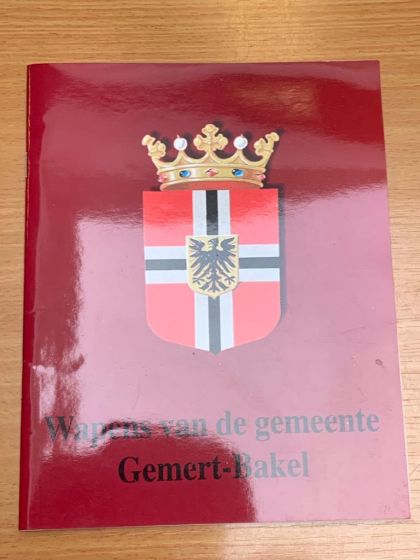 Wapens van de gemeente
Gemert-Bakel